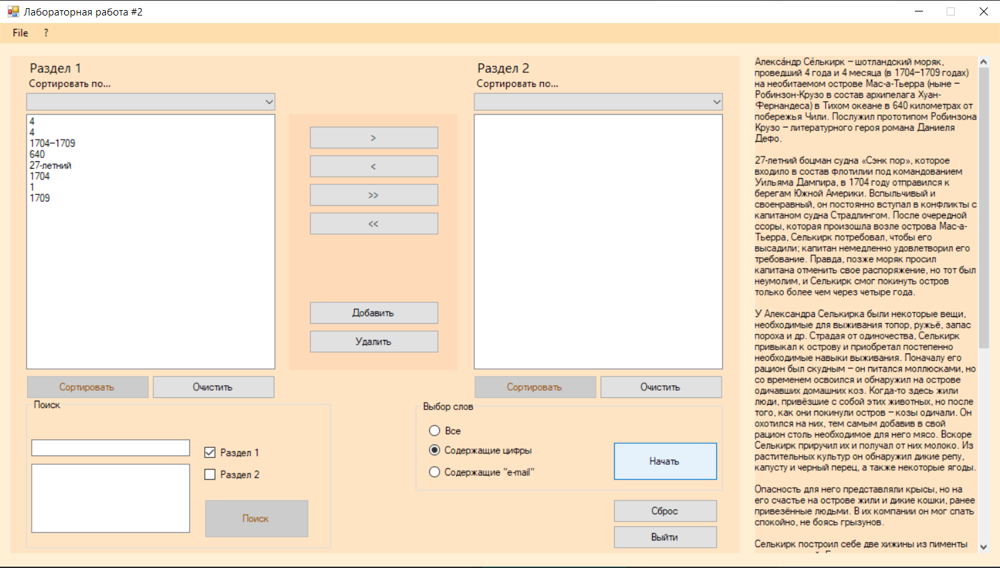 Лабораторная работа #2
File ?
Раздел 1
Сортировать по...
4
4
1704–1709
640
27-летний
1704
1
1709
Сортировать
Очистить
>
<
>>
<<
Добавить
Удалить
Раздел 2
Сортировать по...
Сортировать
Очистить
Поиск
Раздел 1
Раздел 2
Поиск
Выбор слов
Все
Содержащие цифры
Содержащие "e-mail"
Начать
Сброс
Выйти
Алекса́ндр Се́лькирк – шотландский моряк,
проведший 4 года и 4 месяца (в 1704–1709 годах)
на необитаемом острове Мас-а-Тьерра (ныне –
Робинзон-Крузо в состав архипелага Хуан-
Фернандеса) в Тихом океане в 640 километрах от
побережья Чили. Послужил прототипом Робинзона
Крузо – литературного героя романа Даниеля
Дефо.
27-летний боцман судна «Сэнк пор», которое
входило в состав флотилии под командованием
Уильяма Дампира, в 1704 году отправился к
берегам Южной Америки. Вспыльчивый и
своенравный, он постоянно вступал в конфликты с
капитаном судна Страдлингом. После очередной
ссоры, которая произошла возле острова Мас-а-
Тьерра, Селькирк потребовал, чтобы его
высадили; капитан немедленно удовлетворил его
требование. Правда, позже моряк просил
капитана отменить свое распоряжение, но тот был
неумолим, и Селькирк смог покинуть остров
только более чем через четыре года.
У Александра Селькирка были некоторые вещи,
необходимые для выживания топор, ружьё, запас
пороха и др. Страдая от одиночества, Селькирк
привыкал к острову и приобретал постепенно
необходимые навыки выживания. Поначалу его
рацион был скудным – он питался моллюсками, но
со временем освоился и обнаружил на острове
одичавших домашних коз. Когда-то здесь жили
люди, привёзшие с собой этих животных, но после
того, как они покинули остров – козы одичали. Он
охотился на них, тем самым добавив в свой
рацион столь необходимое для него мясо. Вскоре
Селькирк приручил их и получал от них молоко. Из
растительных культур он обнаружил дикие репу,
капусту и черный перец, а также некоторые ягоды.
Опасность для него представляли крысы, но на
его счастье на острове жили и дикие кошки, ранее
привезённые людьми. В их компании он мог спать
спокойно, не боясь грызунов.
Селькирк построил себе две хижины из пименты